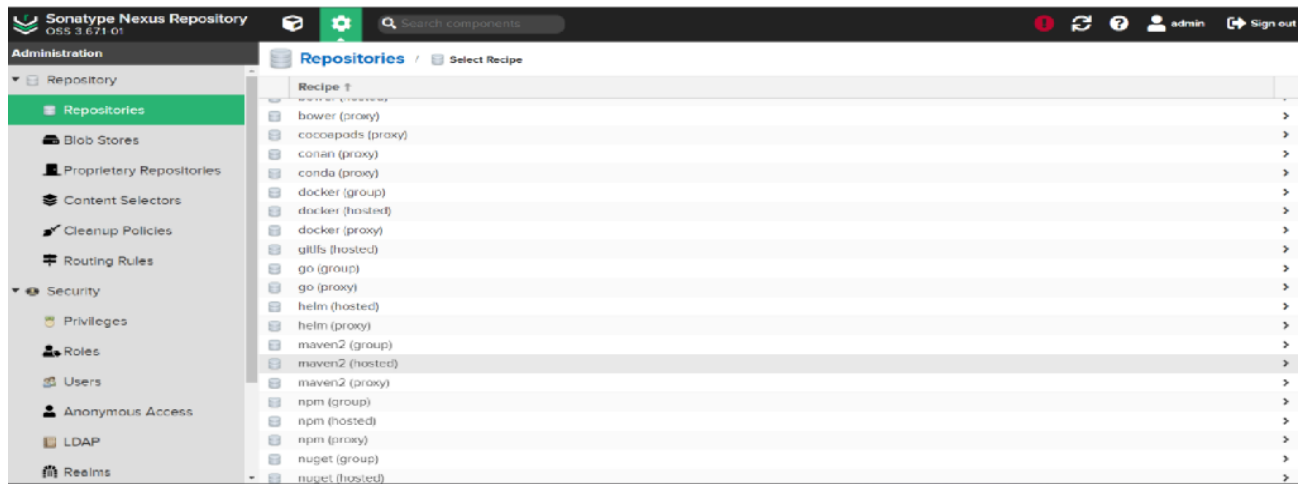 Sonatype Nexus Repository
OSS 3.67.1-01
Search components
admin
Sign out
Administration
Repository
Repositories
Blob Stores
Proprietary Repositories
Content Selectors
Cleanup Policies
Routing Rules
Security
Privileges
Roles
Users
Anonymous Access
LDAP
Realms
Repositories / Select Recipe
Recipe ↑
bower (hosted)
bower (proxy)
cocoapods (proxy)
conan (proxy)
conda (proxy)
docker (group)
docker (hosted)
docker (proxy)
gitlfs (hosted)
go (group)
go (proxy)
helm (hosted)
helm (proxy)
maven2 (group)
maven2 (hosted)
maven2 (proxy)
npm (group)
npm (hosted)
npm (proxy)
nuget (group)
nuget (hosted)